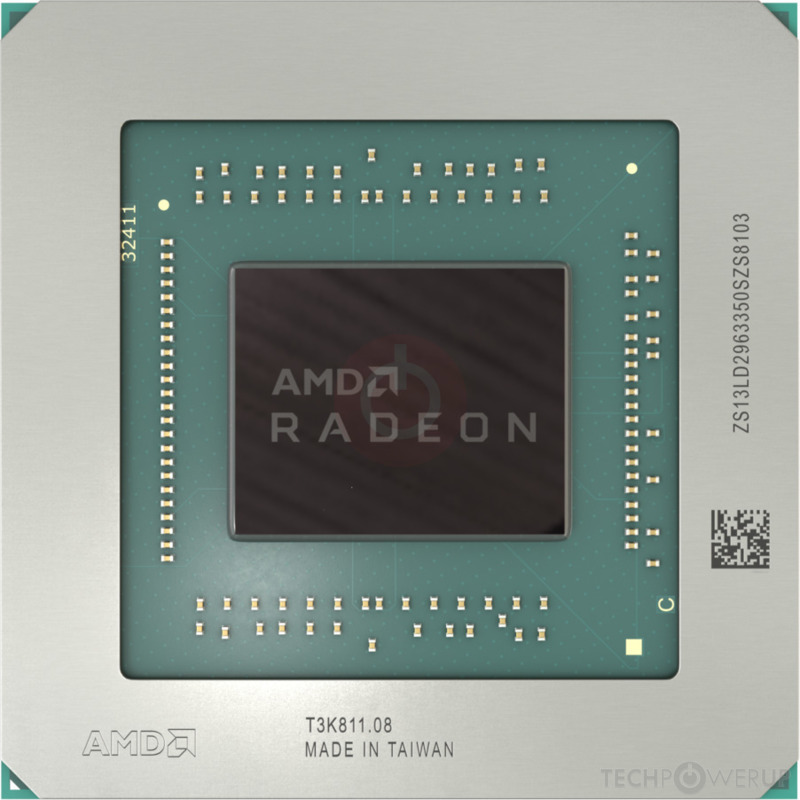 32411
AMD
RADEON
ZS13LD2963350SZS8103
C
AMD
T3K811.08
MADE IN TAIWAN
TECHPOWERUP